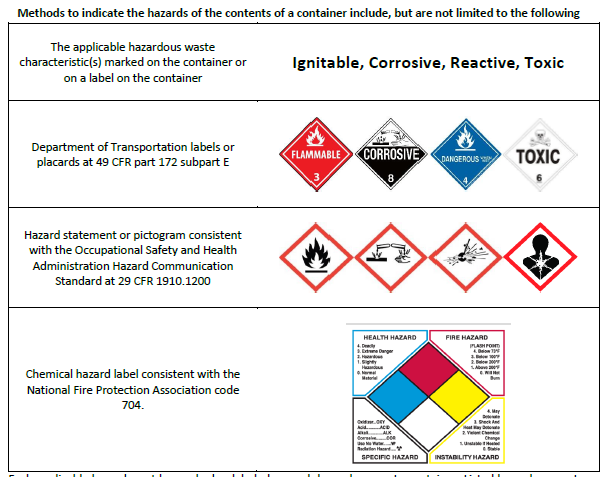 Methods to indicate the hazards of the contents of a container include, but are not limited to the following
The applicable hazardous waste
characteristic(s) marked on the container or
on a label on the container
Ignitable, Corrosive, Reactive, Toxic
Department of Transportation labels or
placards at 49 CFR part 172 subpart E
FLAMMABLE
3
CORROSIVE
8
DANGEROUS
4
TOXIC
6
Hazard statement or pictogram consistent
with the Occupational Safety and Health
Administration Hazard Communication
Standard at 29 CFR 1910.1200
Chemical hazard label consistent with the
National Fire Protection Association code
704.
HEALTH HAZARD
4. Deadly
3. Extreme Danger
2. Hazardous
1. Slightly
Hazardous
0. Normal
Material
FIRE HAZARD
(FLASH POINT)
4. Below 73°F
3. Below 100°F
2. Below 200°F
1. Above 200°F
0. Will Not
Burn
Oxidizer...OXY
Acid...........ACID
Alkali..........ALK
Corrosive.......COR
Use No Water.....W
Radiation Hazard...
SPECIFIC HAZARD
4. May
Detonate
3. Shock And
Heat May Detonate
2. Violent Chemical
Change
1. Unstable If Heated
0. Stable
INSTABILITY HAZARD